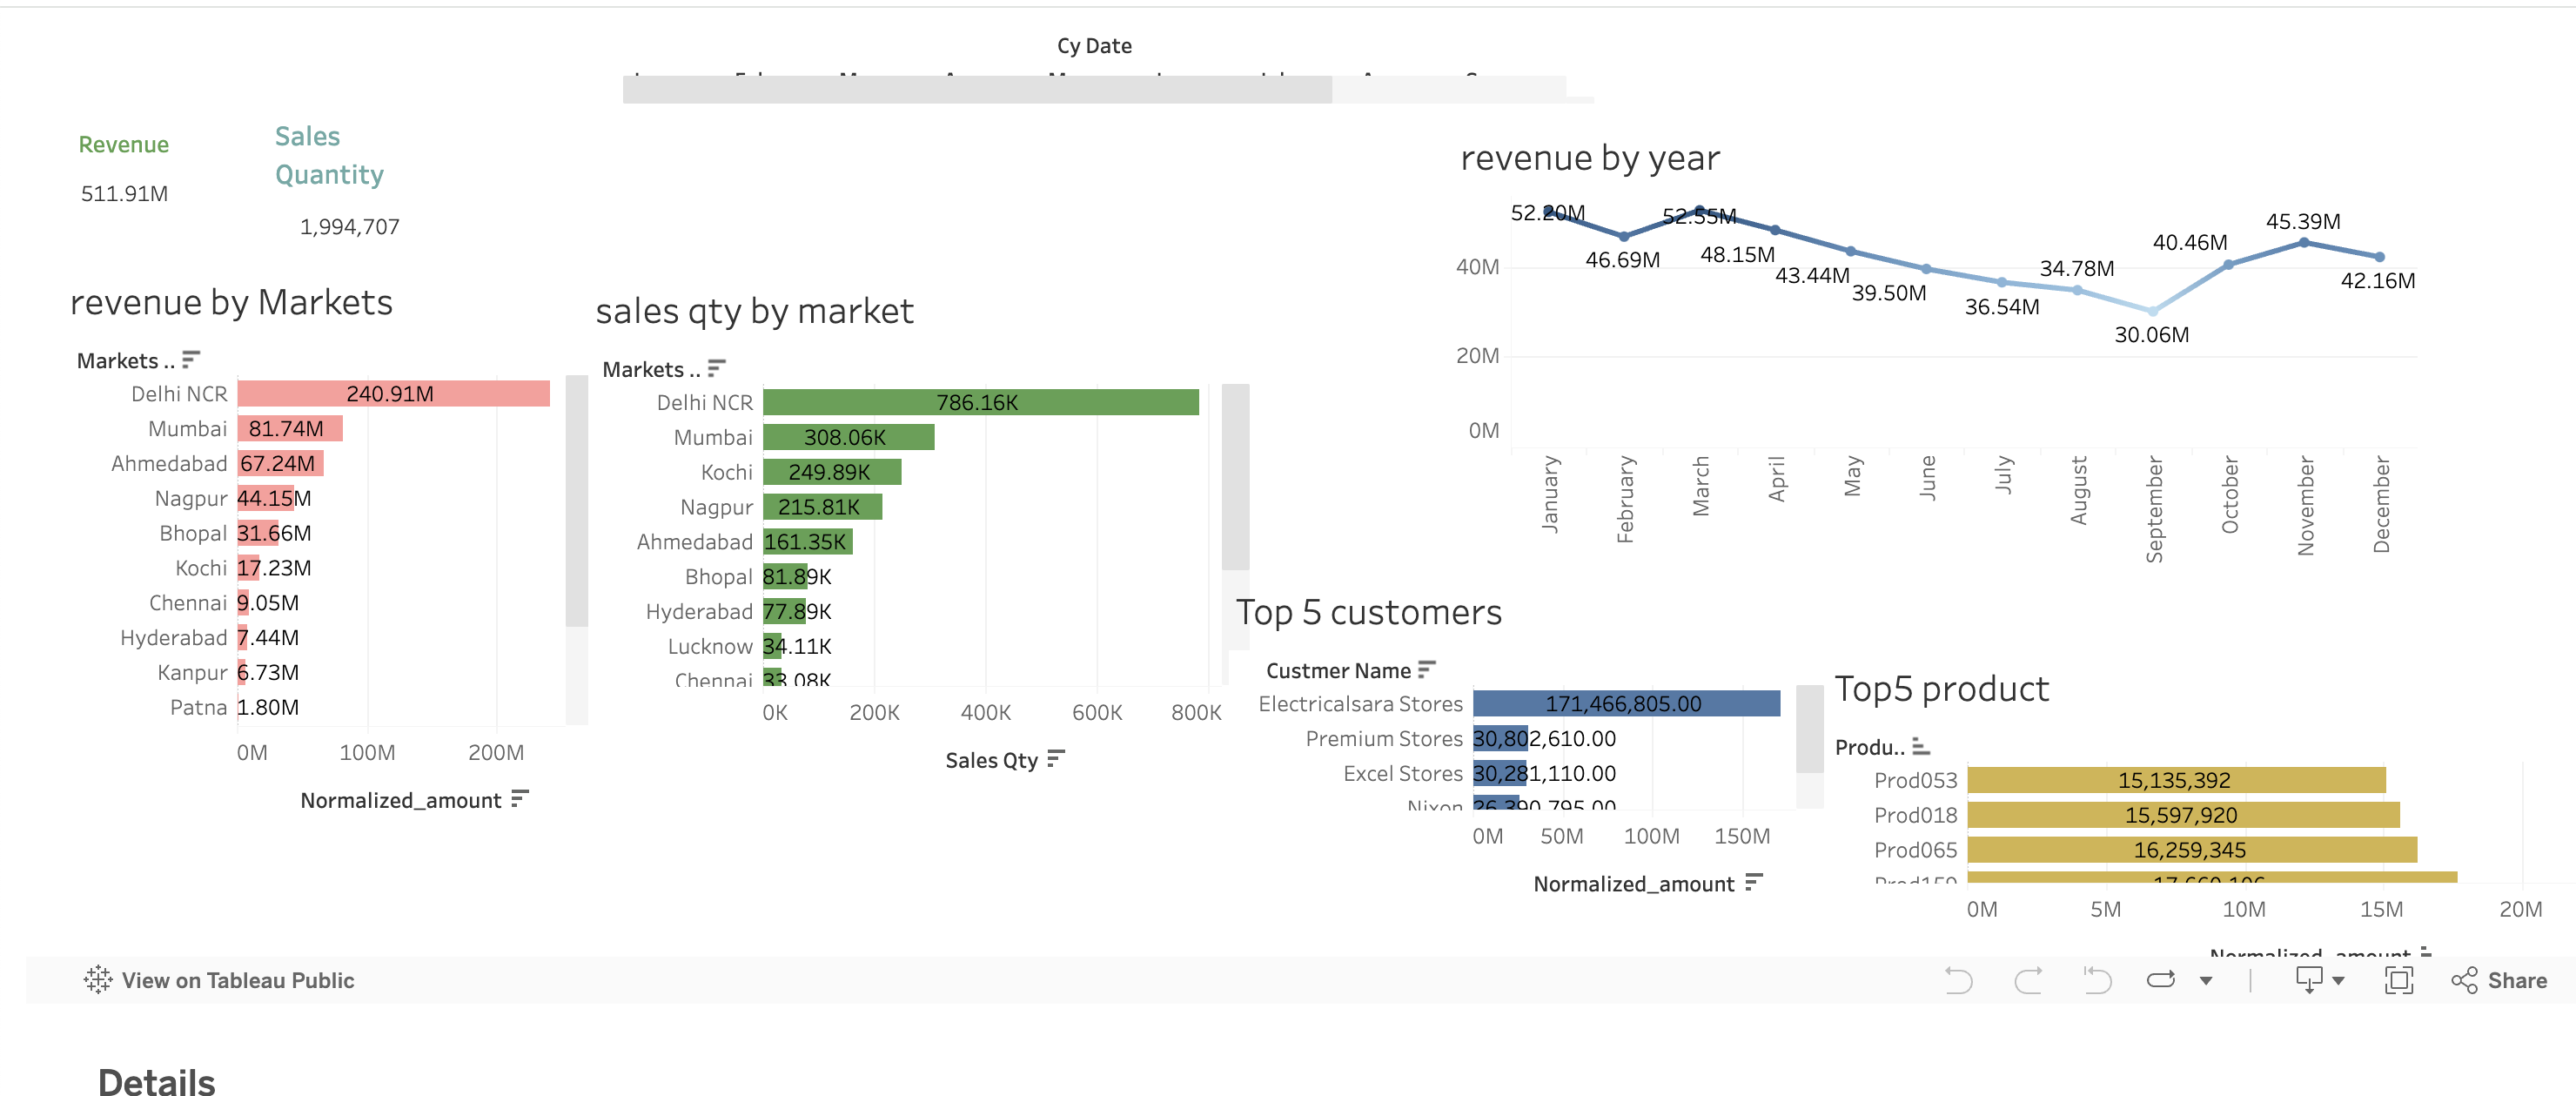 Cy Date
Revenue
511.91M
Sales
Quantity
1,994,707
revenue by Markets
Markets ..
Delhi NCR 240.91M
Mumbai 81.74M
Ahmedabad 67.24M
Nagpur 44.15M
Bhopal 31.66M
Kochi 17.23M
Chennai 9.05M
Hyderabad 7.44M
Kanpur 6.73M
Patna 1.80M
0M 100M 200M
Normalized_amount
sales qty by market
Markets ..
Delhi NCR 786.16K
Mumbai 308.06K
Kochi 249.89K
Nagpur 215.81K
Ahmedabad 161.35K
Bhopal 81.89K
Hyderabad 77.89K
Lucknow 34.11K
Chennai 33.08K
0K 200K 400K 600K 800K
Sales Qty
revenue by year
52.20M 46.69M 52.55M 48.15M 43.44M 39.50M 36.54M 34.78M 30.06M 40.46M 45.39M 42.16M
40M
20M
0M
January February March April May June July August September October November December
Top 5 customers
Custmer Name
Electricalsara Stores 171,466,805.00
Premium Stores 30,802,610.00
Excel Stores 30,281,110.00
Nixon 26,390,795.00
0M 50M 100M 150M
Normalized_amount
Top5 product
Produ..
Prod053 15,135,392
Prod018 15,597,920
Prod065 16,259,345
Prod159 17,660,106
0M 5M 10M 15M 20M
Normalized_amount
View on Tableau Public
Share
Details